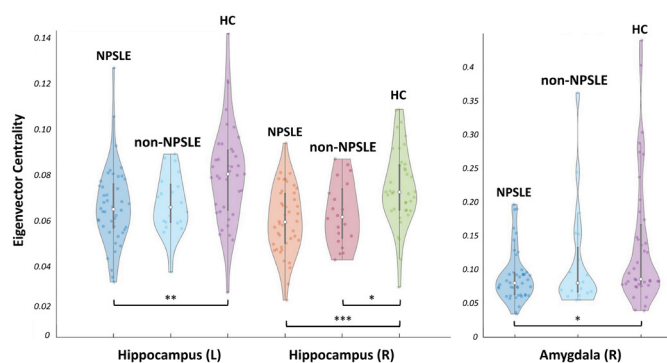 0.14
0.12
0.10
0.08
0.06
0.04
0.02
0
Eigenvector Centrality
NPSLE
non-NPSLE
HC
NPSLE
non-NPSLE
HC
**
*
***
Hippocampus (L)
Hippocampus (R)
0.4
0.35
0.30
0.25
0.20
0.15
0.10
0.05
0
NPSLE
non-NPSLE
HC
*
Amygdala (R)